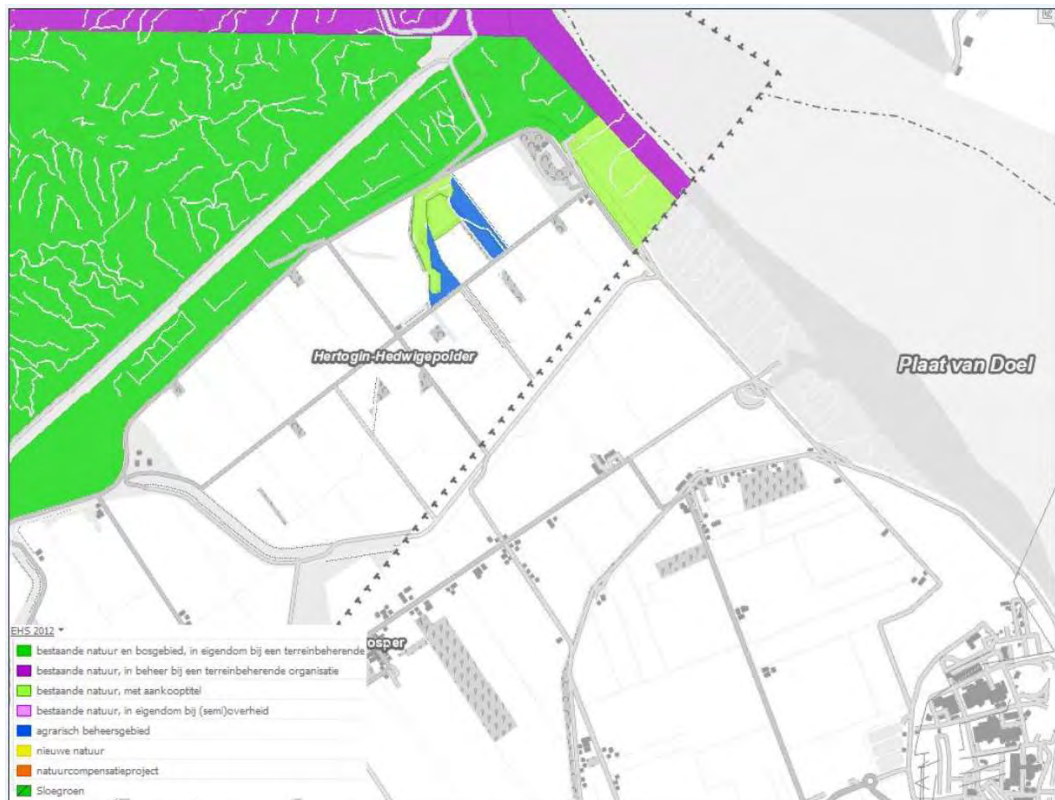 Hertogin-Hedwigepolder
Plaat van Doel
osper
EHS 2012
bestaande natuur en bosgebied, in eigendom bij een terreinbeherende
bestaande natuur, in beheer bij een terreinbeherende organisatie
bestaande natuur, met aankooptitel
bestaande natuur, in eigendom bij (semi)overheid
agrarisch beheersgebied
nieuwe natuur
natuurcompensatieproject
Sloegroen